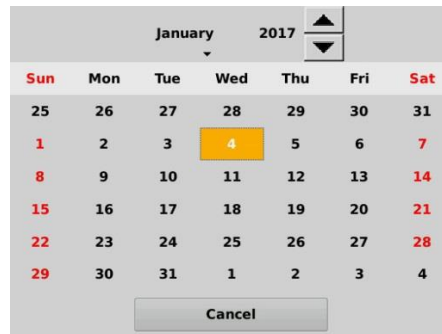 January 2017
Sun Mon Tue Wed Thu Fri Sat
25 26 27 28 29 30 31
1 2 3 4 5 6 7
8 9 10 11 12 13 14
15 16 17 18 19 20 21
22 23 24 25 26 27 28
29 30 31 1 2 3 4
Cancel